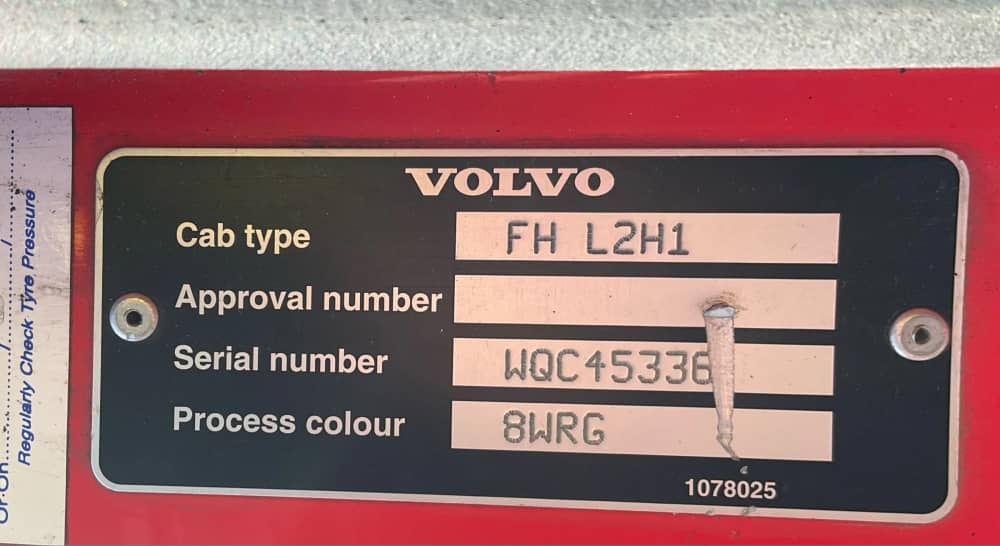 VOLVO
Cab type FH L2H1
Approval number
Serial number WQC45336
Process colour 8WRG
1078025
Regularly Check Tyre Pressure